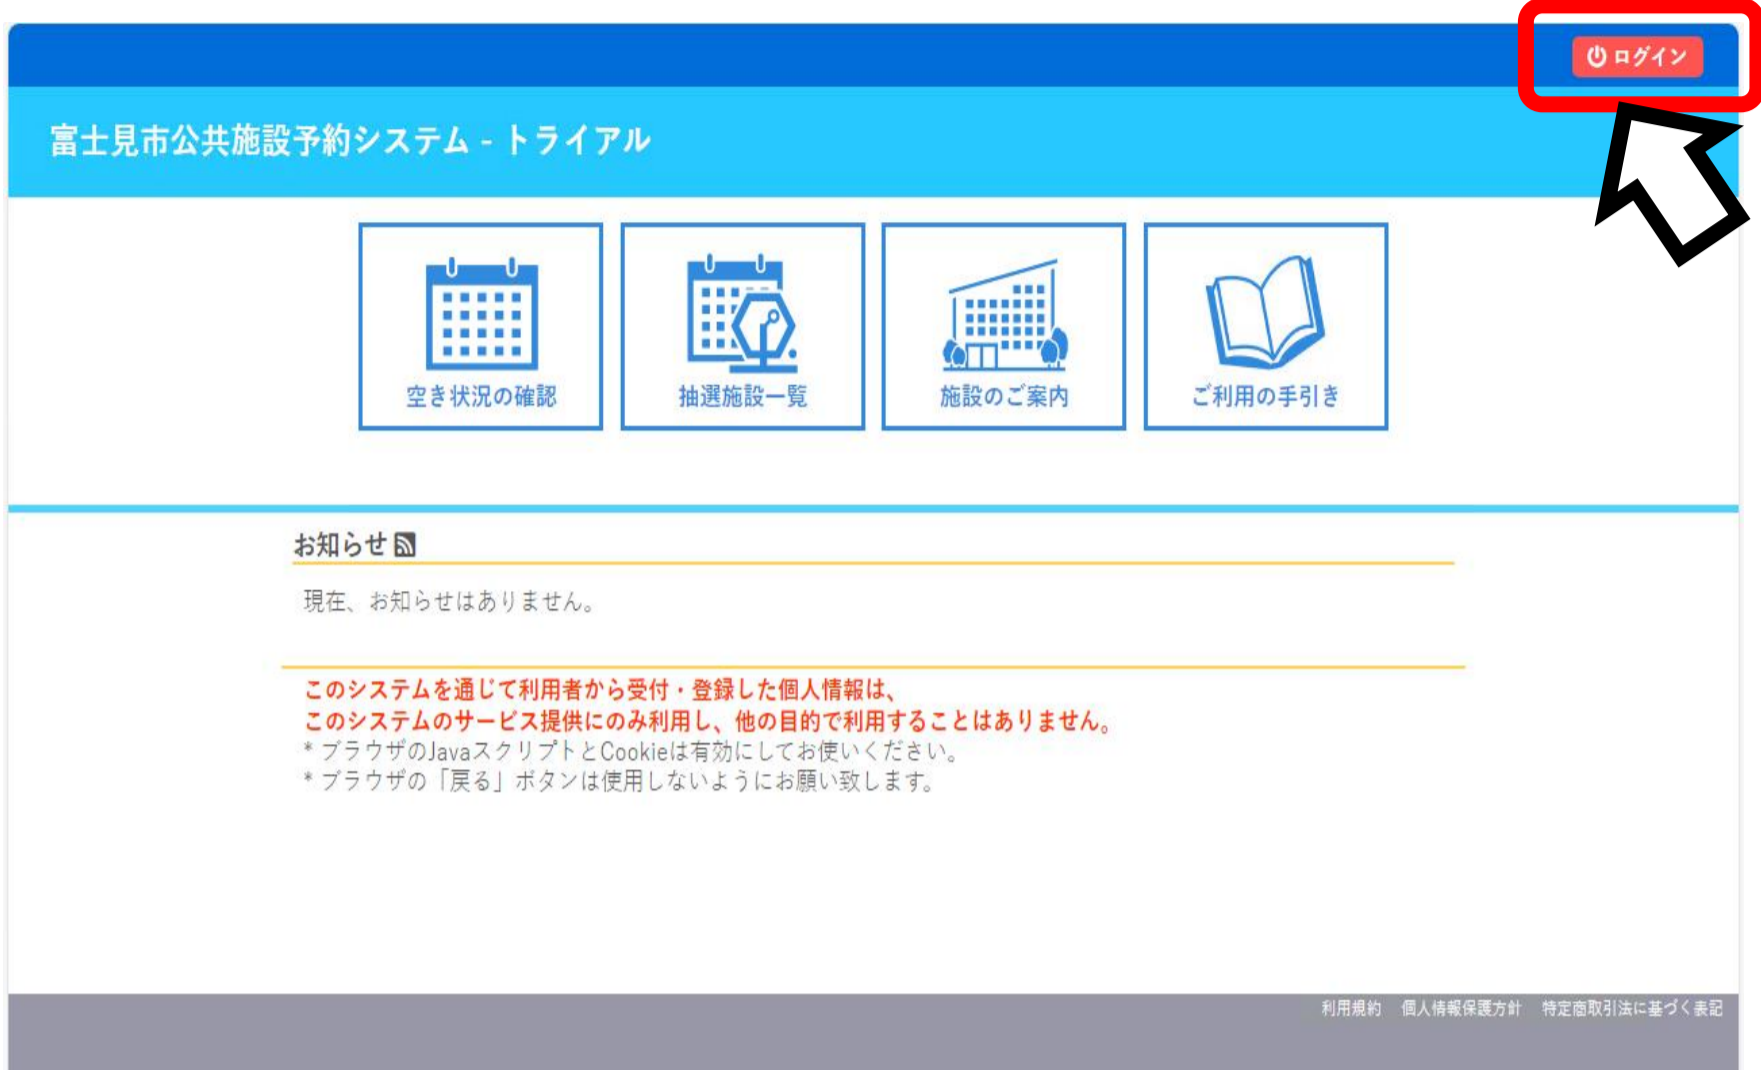 ログイン
富士見市公共施設予約システム - トライアル
空き状況の確認
抽選施設一覧
施設のご案内
ご利用の手引き
お知らせ
現在、お知らせはありません。
このシステムを通じて利用者から受付・登録した個人情報は、
このシステムのサービス提供にのみ利用し、他の目的で利用することはありません。
* ブラウザのJavaスクリプトとCookieは有効にしてお使いください。
* ブラウザの「戻る」ボタンは使用しないようにお願い致します。
利用規約 個人情報保護方針 特定商取引法に基づく表記